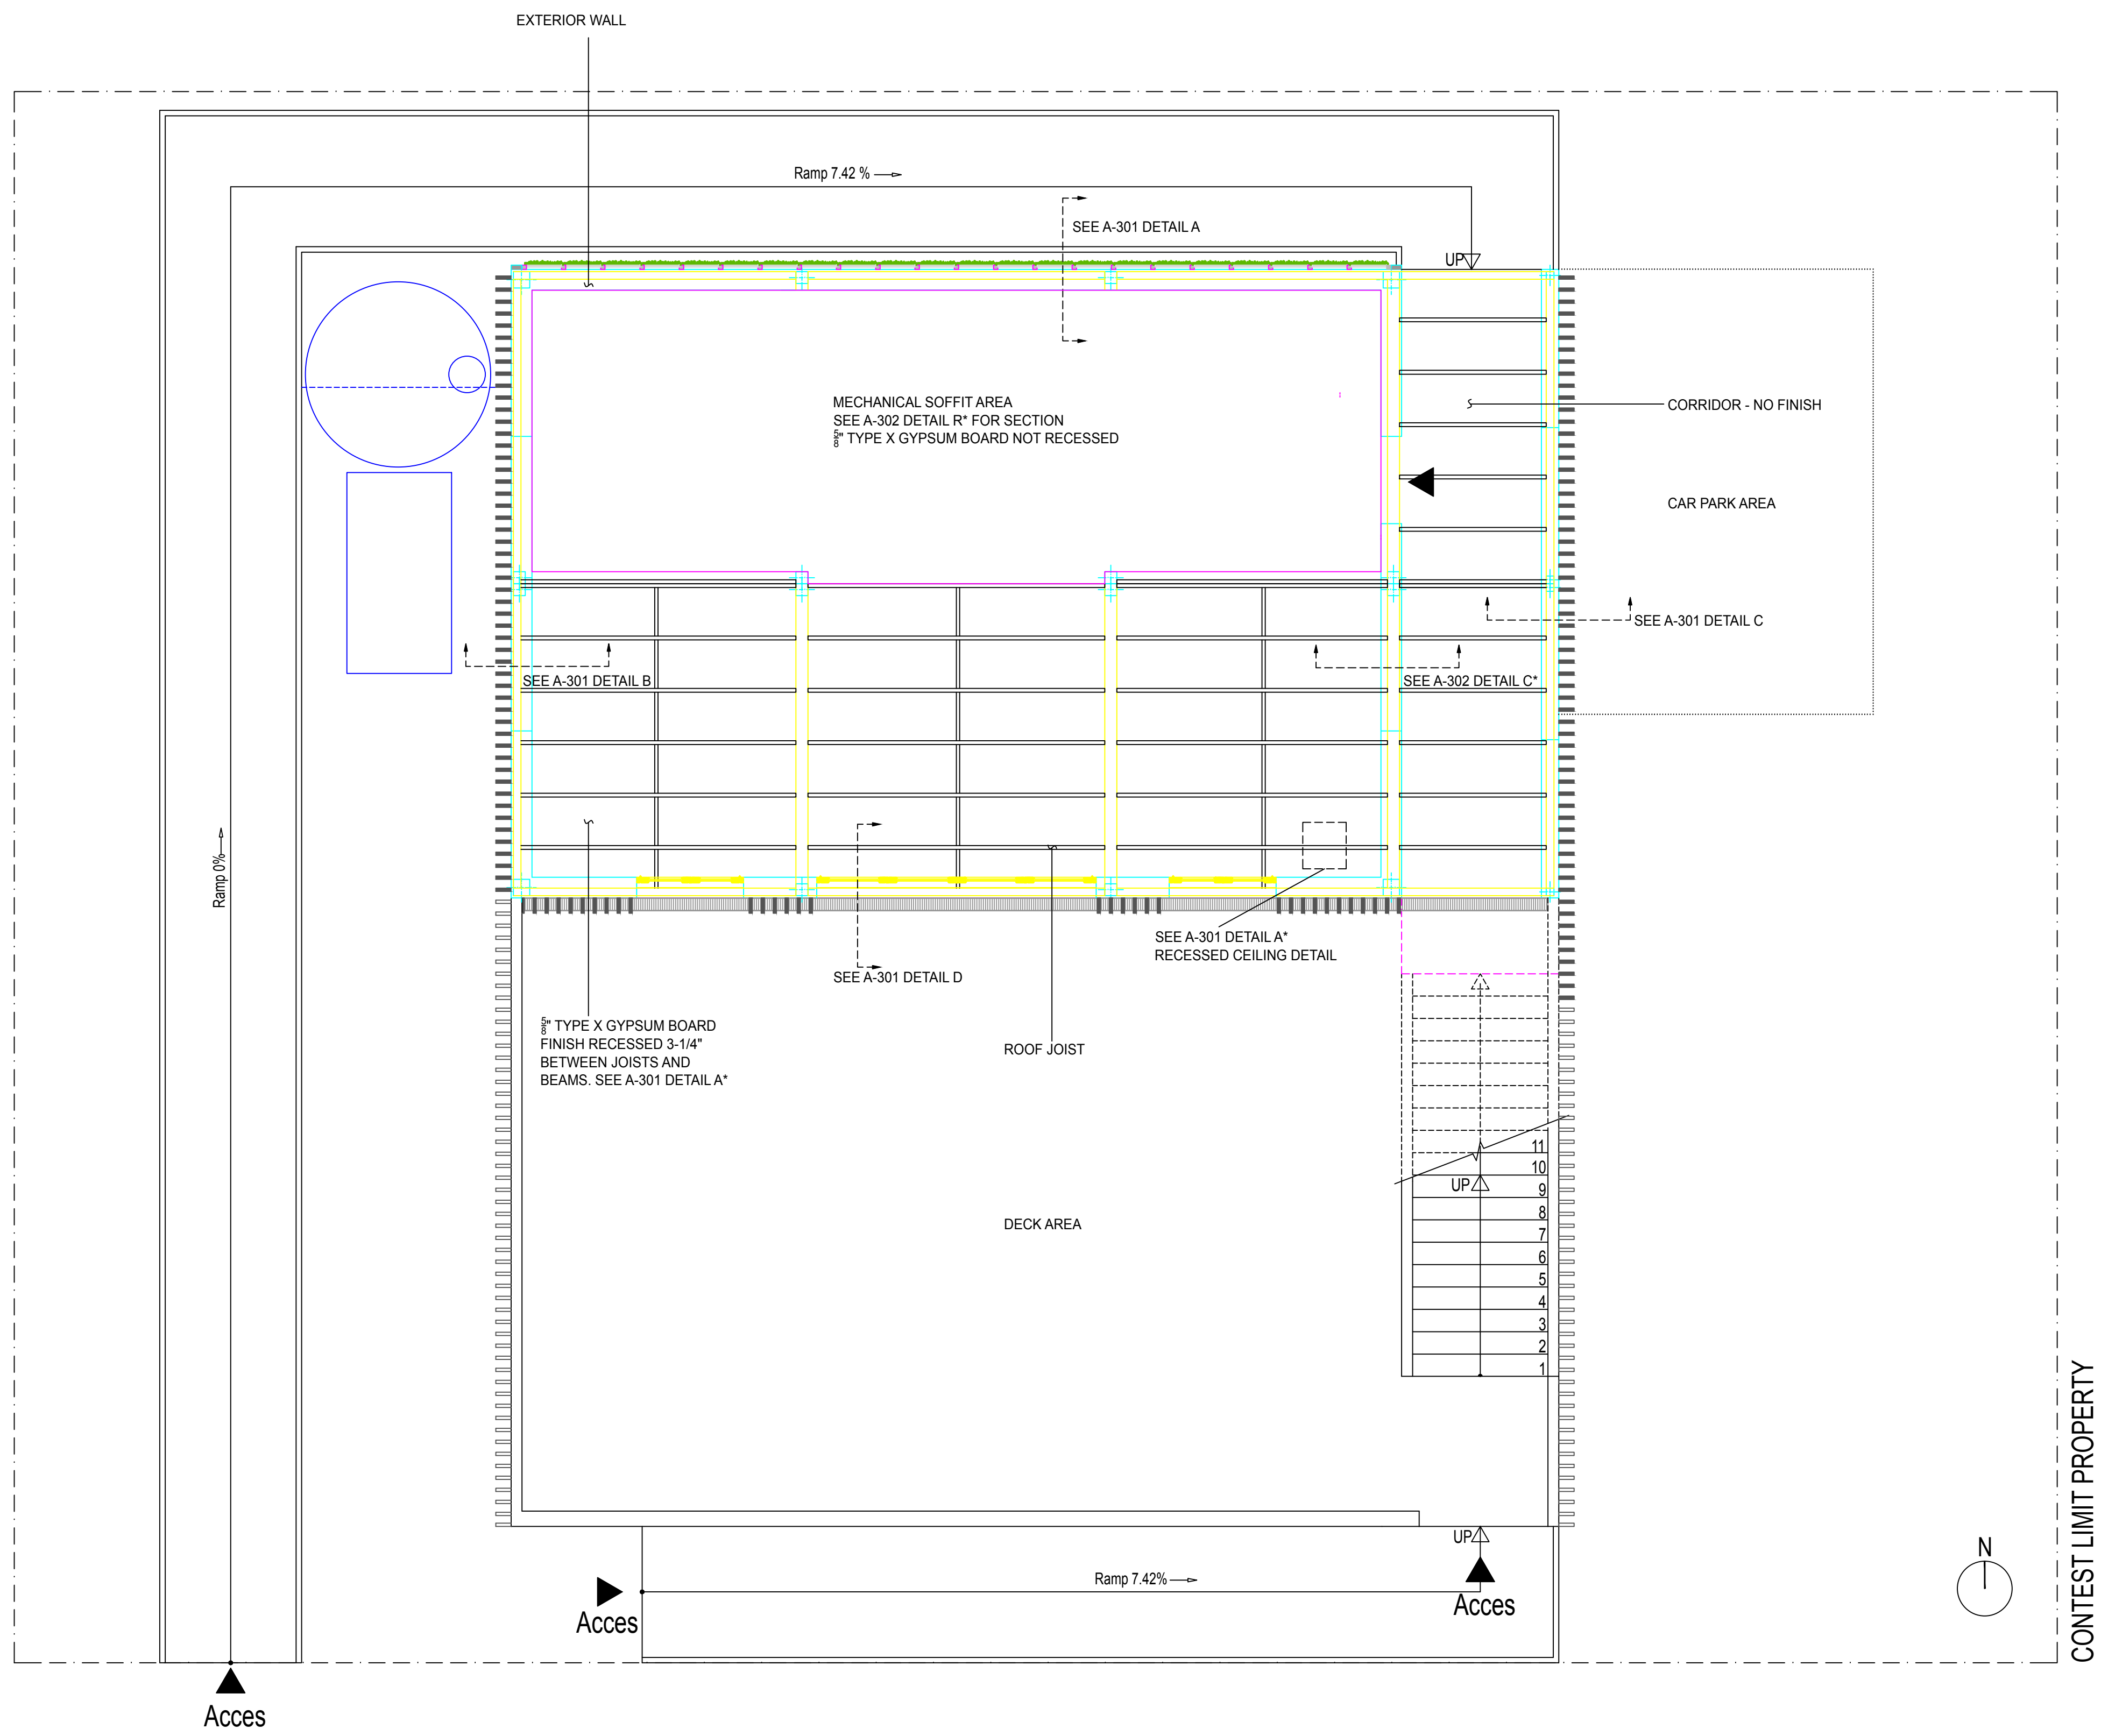 EXTERIOR WALL
Ramp 7.42 %
SEE A-301 DETAIL A
UP
MECHANICAL SOFFIT AREA
SEE A-302 DETAIL R* FOR SECTION
5/8" TYPE X GYPSUM BOARD NOT RECESSED
CORRIDOR - NO FINISH
CAR PARK AREA
SEE A-301 DETAIL C
SEE A-301 DETAIL B
SEE A-302 DETAIL C*
Ramp 0%
SEE A-301 DETAIL A*
RECESSED CEILING DETAIL
SEE A-301 DETAIL D
5/8" TYPE X GYPSUM BOARD
FINISH RECESSED 3-1/4"
BETWEEN JOISTS AND
BEAMS. SEE A-301 DETAIL A*
ROOF JOIST
11
10
UP
9
8
DECK AREA
7
6
5
4
3
2
1
UP
N
Ramp 7.42%
Acces
Acces
CONTEST LIMIT PROPERTY
Acces